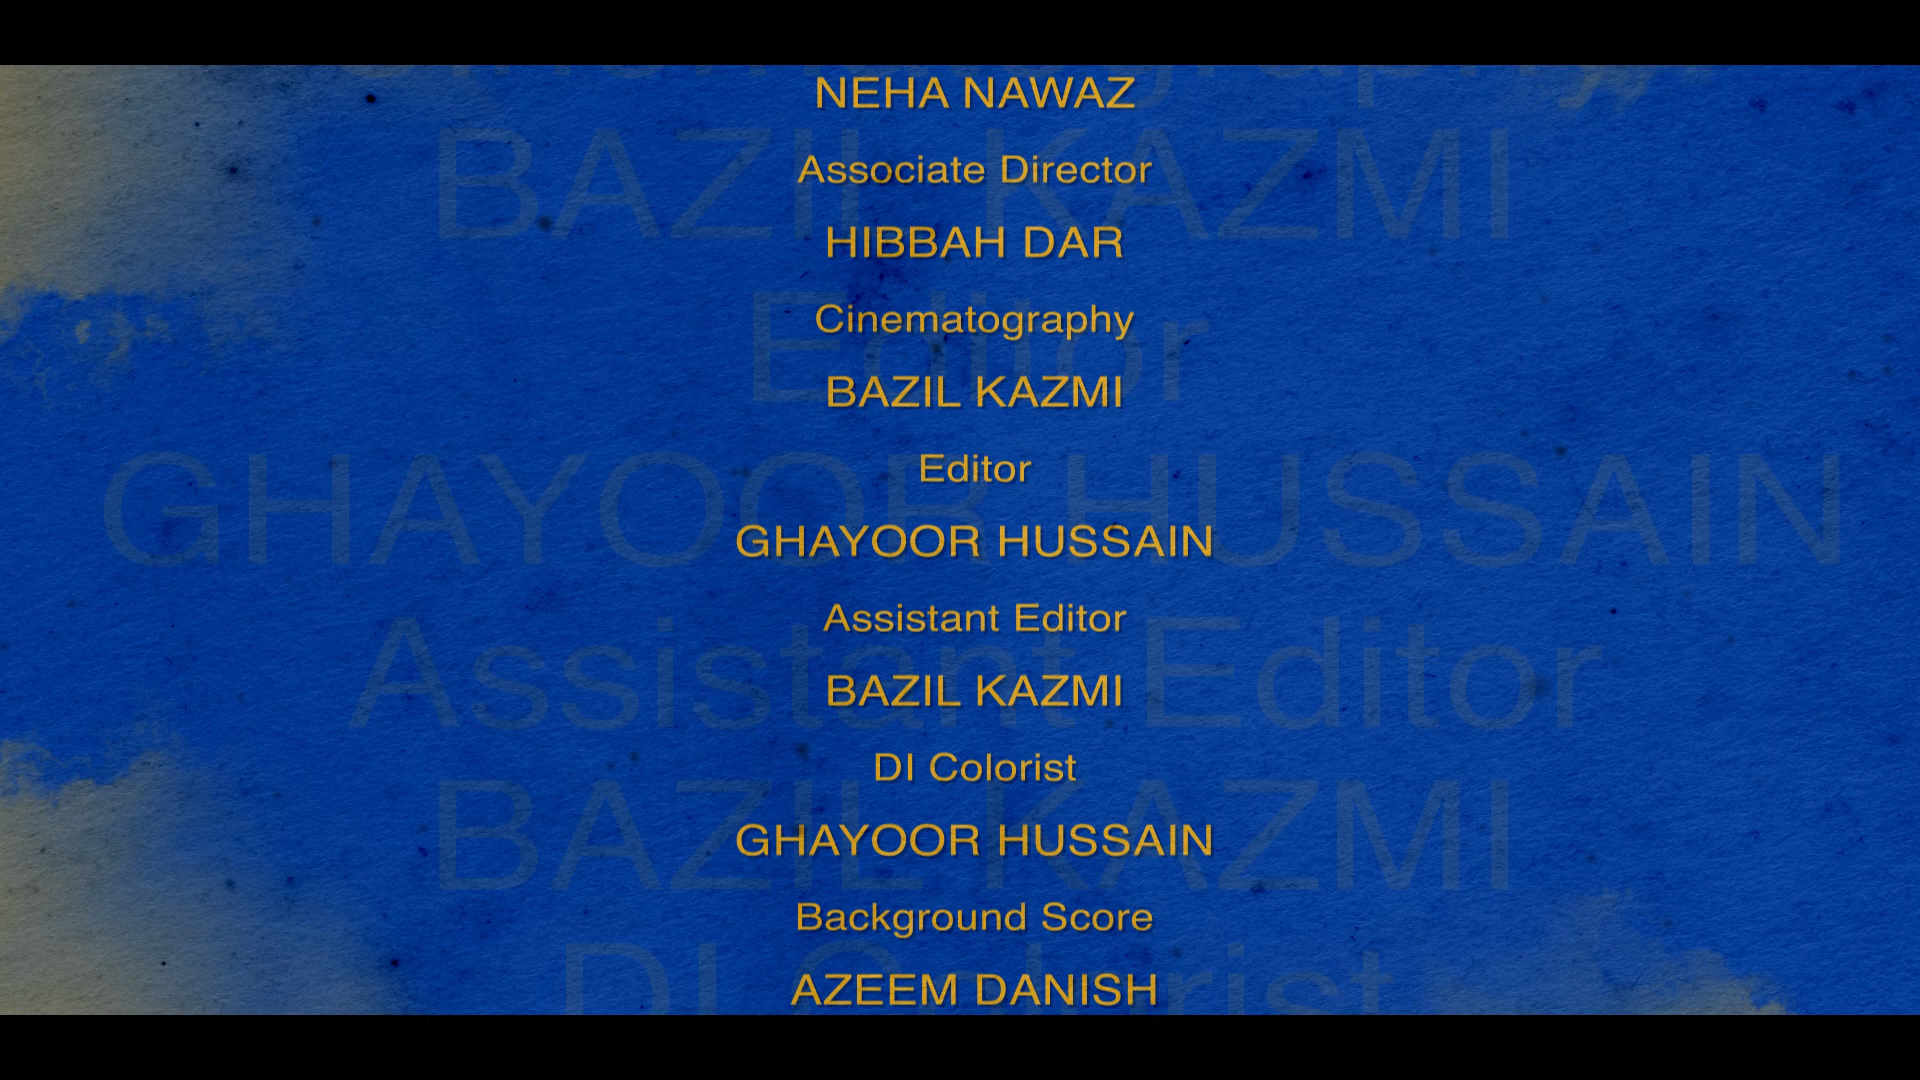 NEHA NAWAZ
Associate Director
HIBBAH DAR
Cinematography
BAZIL KAZMI
Editor
GHAYOOR HUSSAIN
Assistant Editor
BAZIL KAZMI
DI Colorist
GHAYOOR HUSSAIN
Background Score
AZEEM DANISH